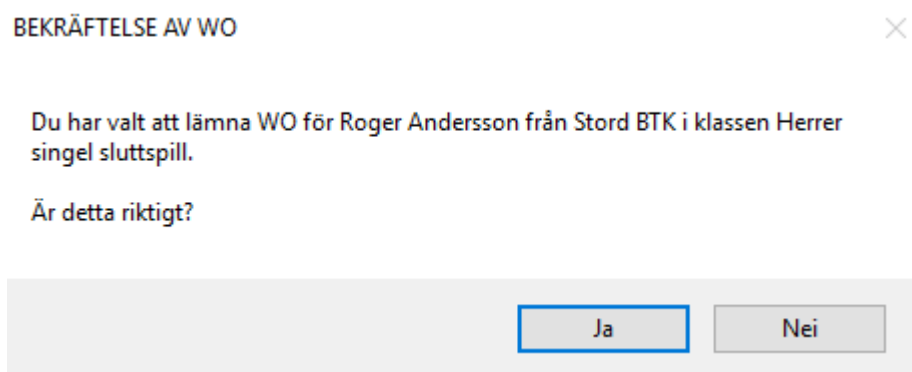 BEKRÄFTELSE AV WO
Du har valt att lämna WO för Roger Andersson från Stord BTK i klassen Herrer
singel sluttspill.
Är detta riktigt?
Ja
Nei